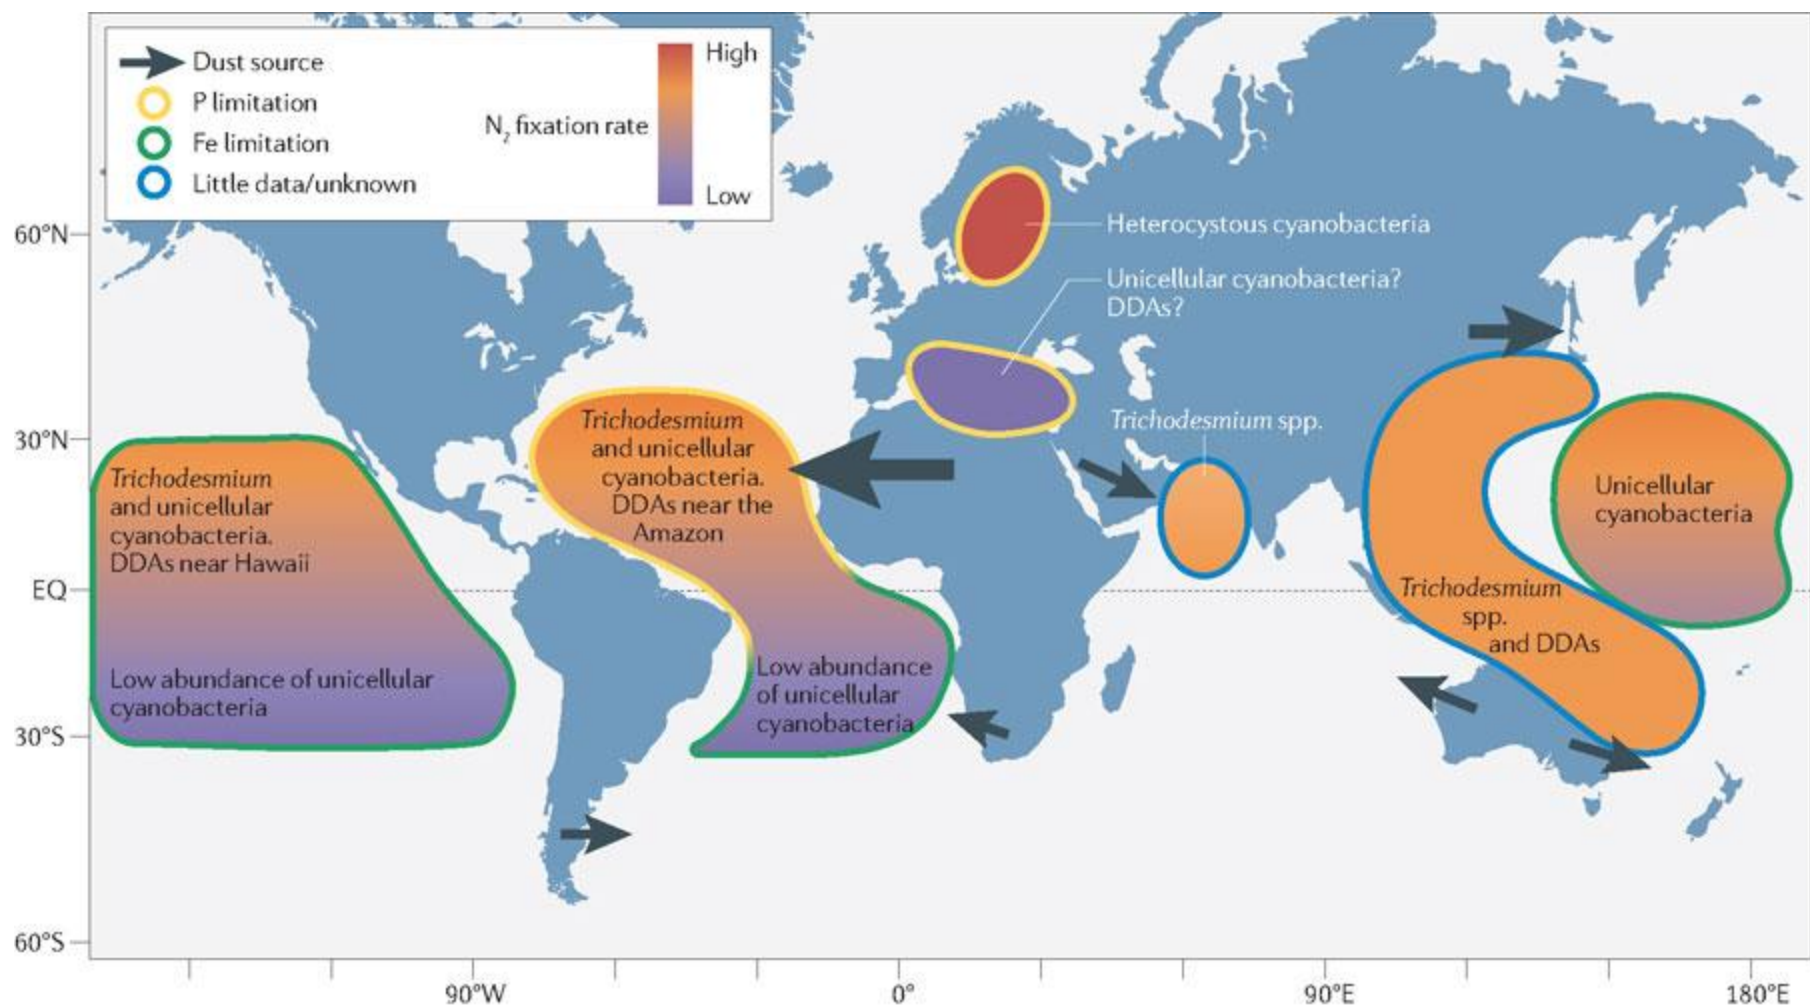 Dust source
P limitation
Fe limitation
Little data/unknown
N2 fixation rate
High
Low
60°N
30°N
EQ
30°S
60°S
90°W
0°
90°E
180°E
Heterocystous cyanobacteria
Unicellular cyanobacteria?
DDAs?
Trichodesmium spp.
Trichodesmium
and unicellular
cyanobacteria.
DDAs near Hawaii
Low abundance of unicellular
cyanobacteria
Trichodesmium
and unicellular
cyanobacteria.
DDAs near the
Amazon
Low abundance
of unicellular
cyanobacteria
Trichodesmium
spp.
and DDAs
Unicellular
cyanobacteria